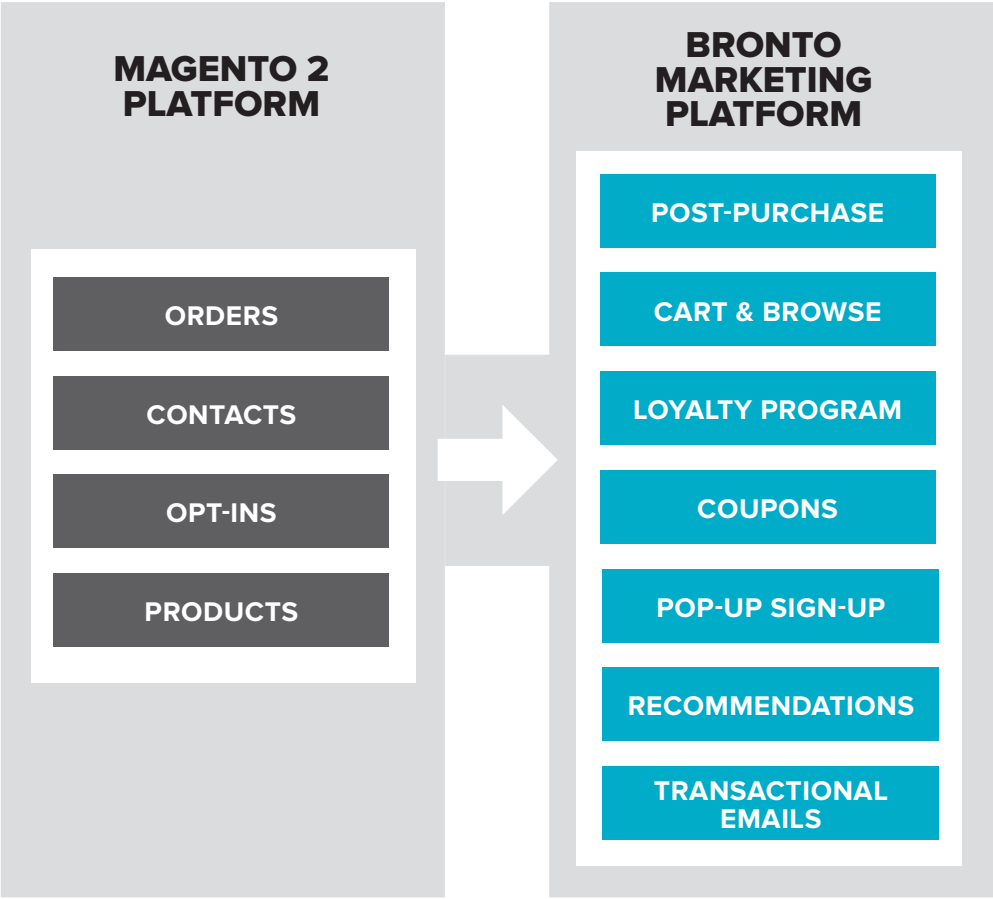 MAGENTO 2
PLATFORM
ORDERS
CONTACTS
OPT-INS
PRODUCTS
BRONTO
MARKETING
PLATFORM
POST-PURCHASE
CART & BROWSE
LOYALTY PROGRAM
COUPONS
POP-UP SIGN-UP
RECOMMENDATIONS
TRANSACTIONAL
EMAILS